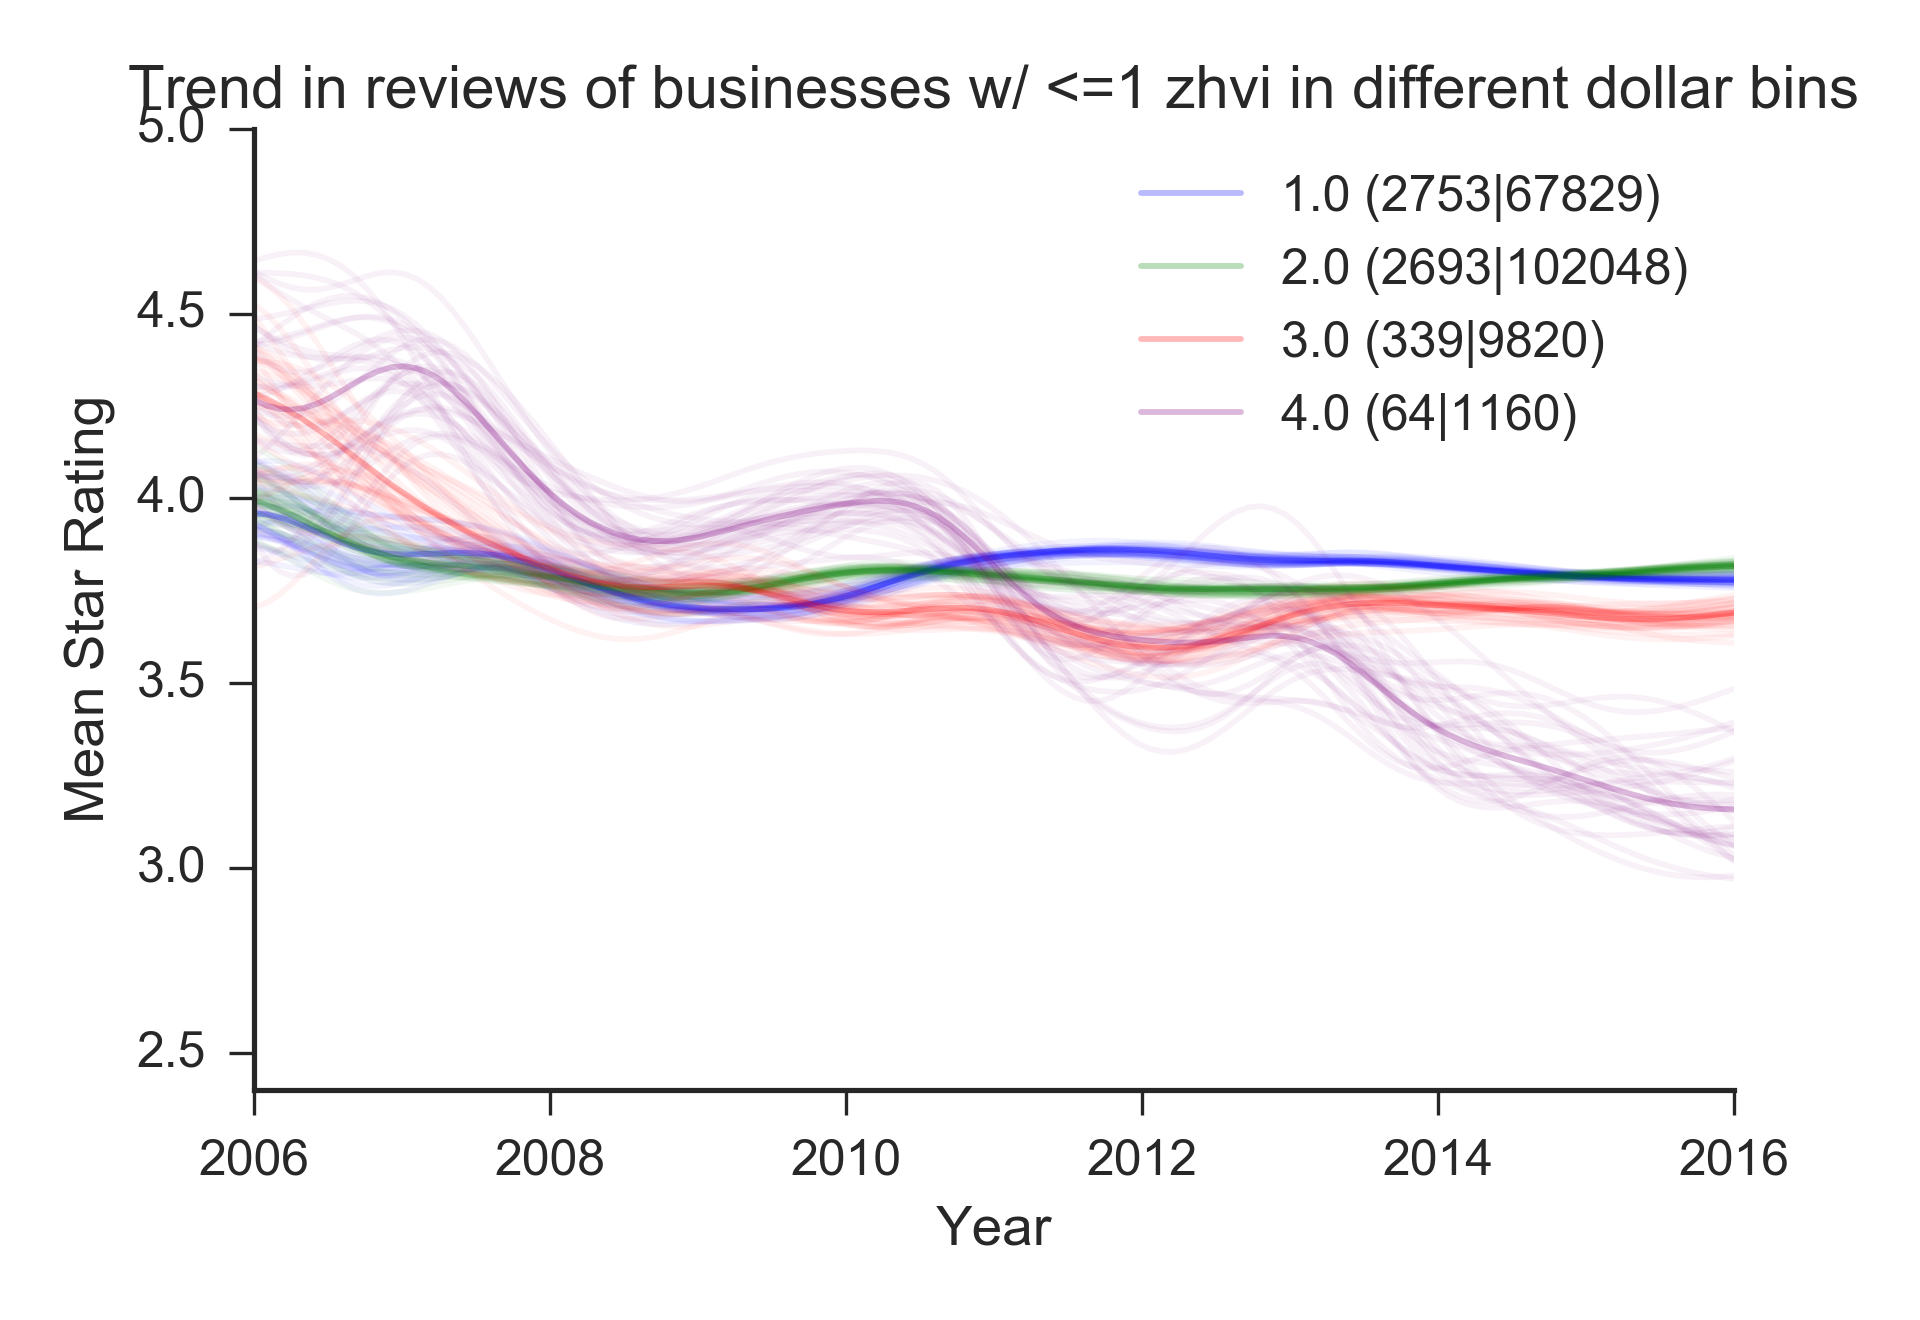 Trend in reviews of businesses w/ <=1 zhvi in different dollar bins
5.0
4.5
4.0
3.5
3.0
2.5
Mean Star Rating
1.0 (2753|67829)
2.0 (2693|102048)
3.0 (339|9820)
4.0 (64|1160)
2006 2008 2010 2012 2014 2016
Year